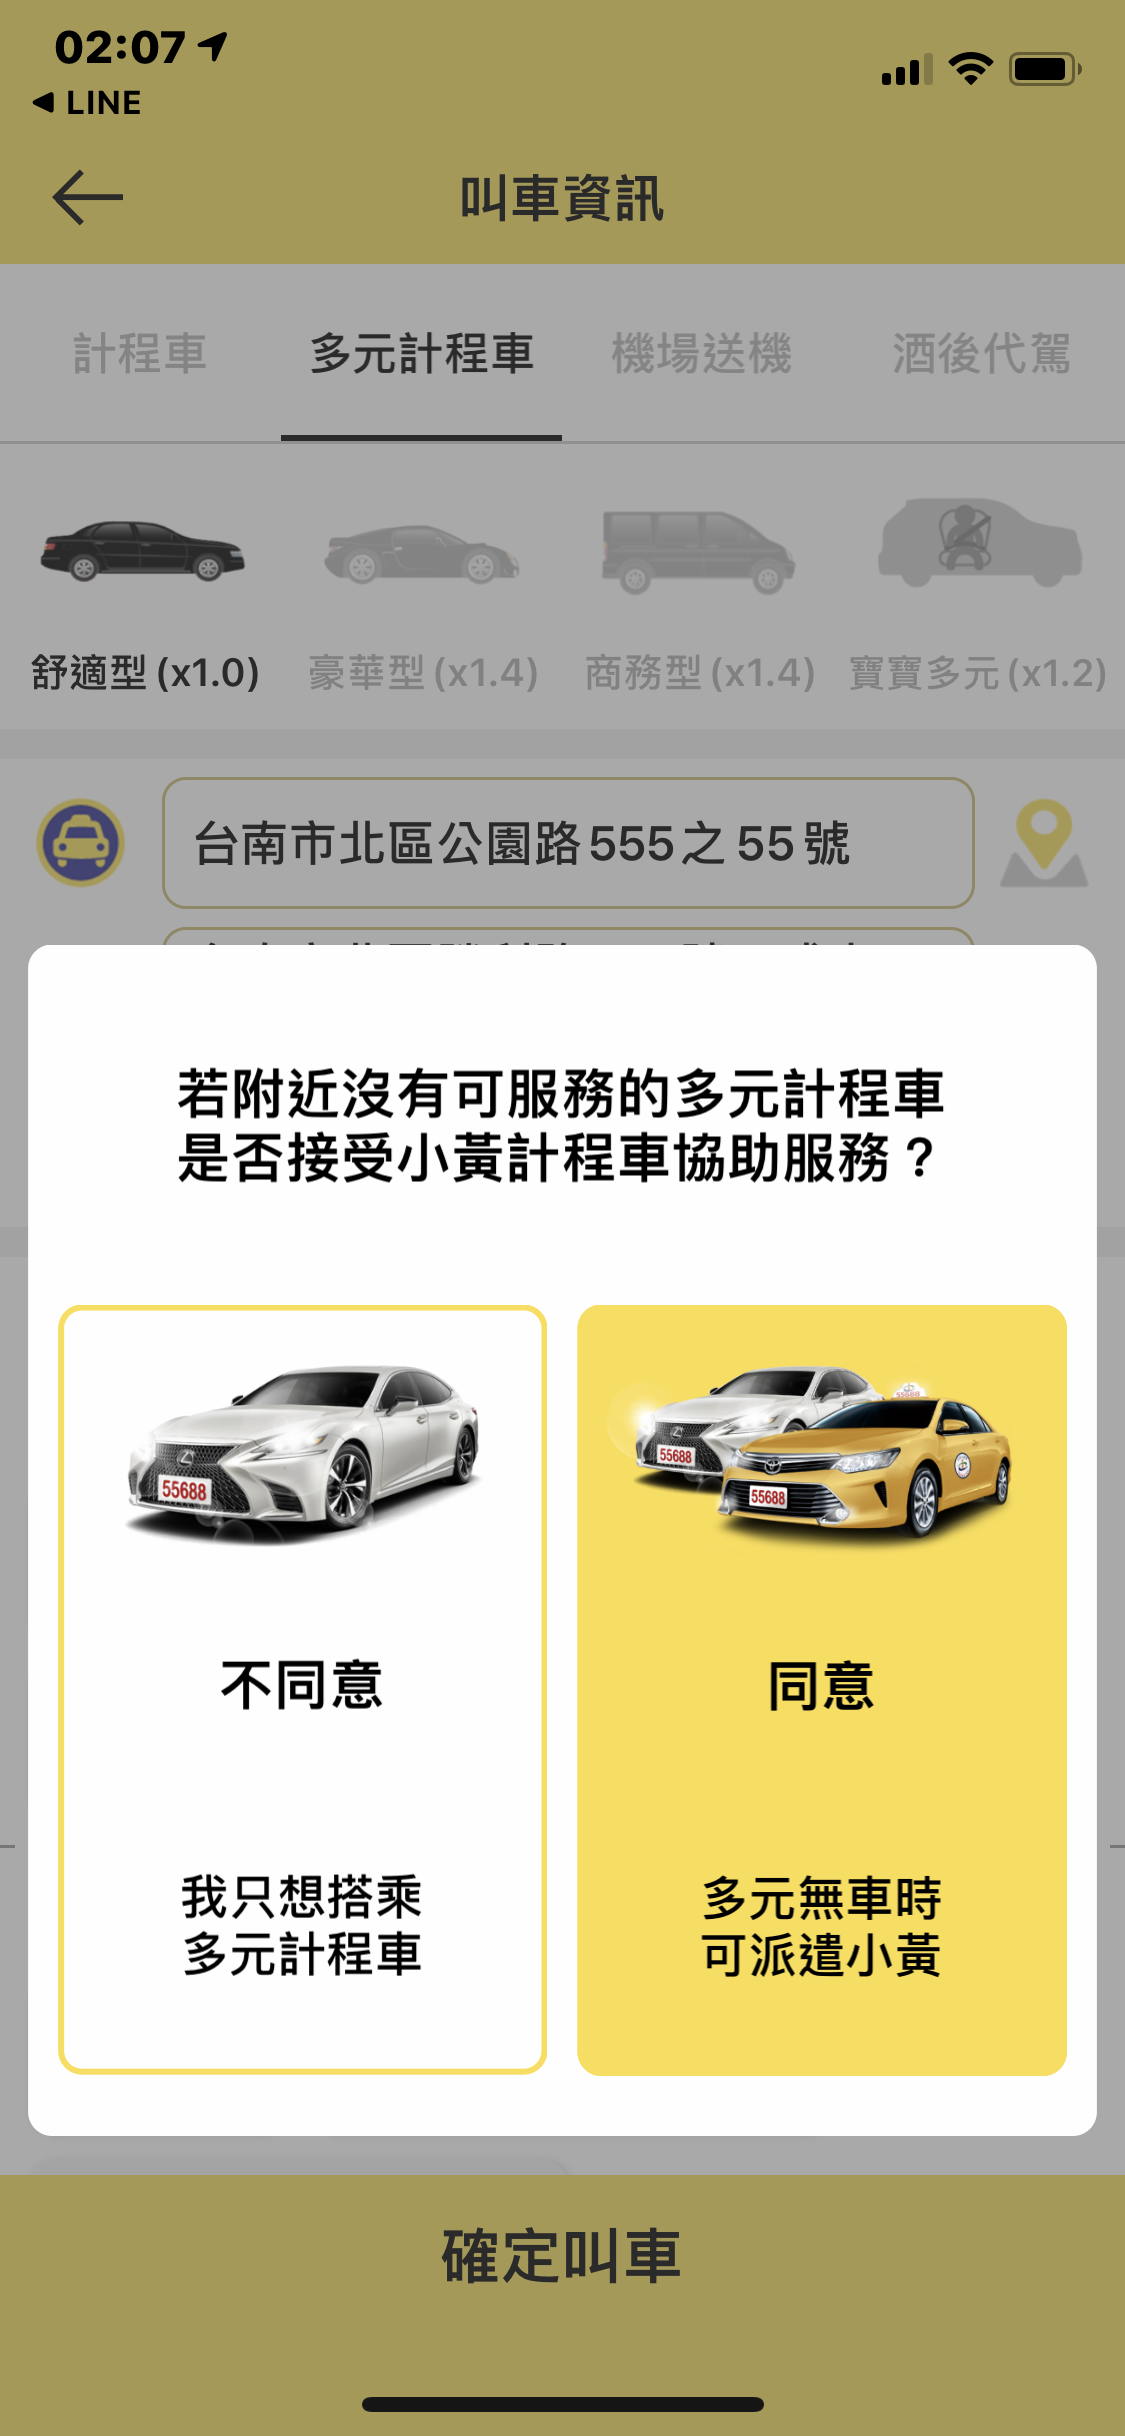 02:07
LINE
叫車資訊
計程車 多元計程車 機場送機 酒後代駕
舒適型 (x1.0) 豪華型 (x1.4) 商務型 (x1.4) 寶寶多元 (x1.2)
台南市北區公園路555之55號
若附近沒有可服務的多元計程車
是否接受小黃計程車協助服務？
55688
55688
55688
55688
不同意
同意
我只想搭乘
多元計程車
多元無車時
可派遣小黃
確定叫車